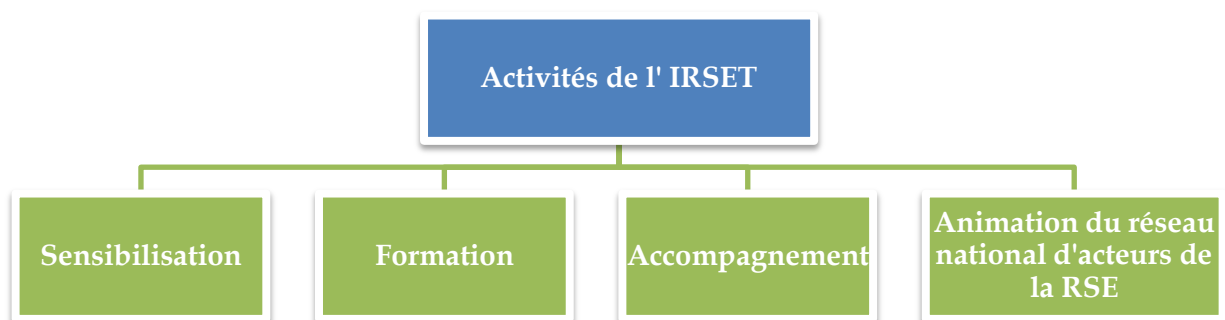 Activités de l' IRSET
Sensibilisation
Formation
Accompagnement
Animation du réseau
national d'acteurs de
la RSE